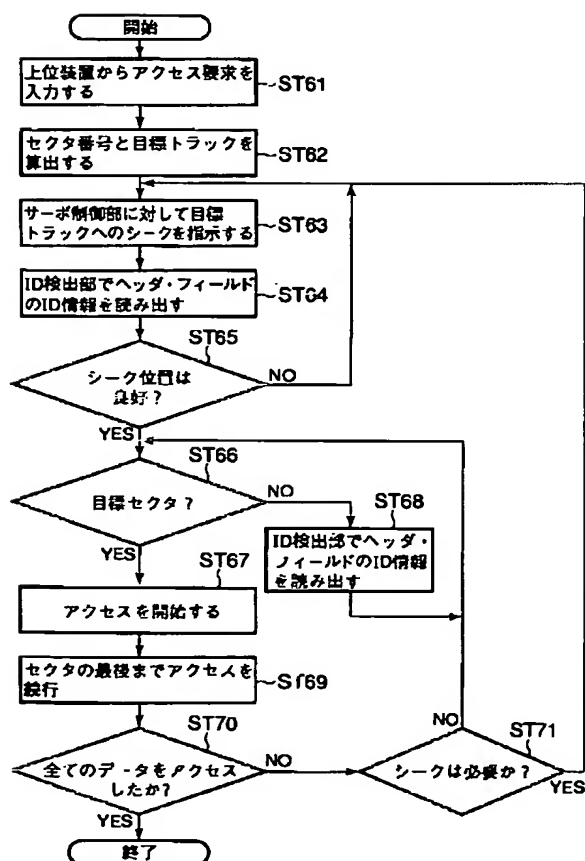 開始
上位装置からアクセス要求を
入力する
ST61
セクタ番号と目標トラックを
算出する
ST62
サーボ制御部に対して目標
トラックへのシークを指示する
ST63
ID検出部でヘッダ・フィールド
のID情報を読み出す
ST64
ST65
シーク位置は
良好？
NO
YES
ST66
目標セクタ？
NO
YES
ST68
ID検出部でヘッダ・
フィールドのID情報
を読み出す
ST67
アクセスを開始する
セクタの最後までアクセスを
続行
ST69
ST70
全てのデータをアクセス
したか？
NO
YES
ST71
シークは必要か？
NO
YES
終了